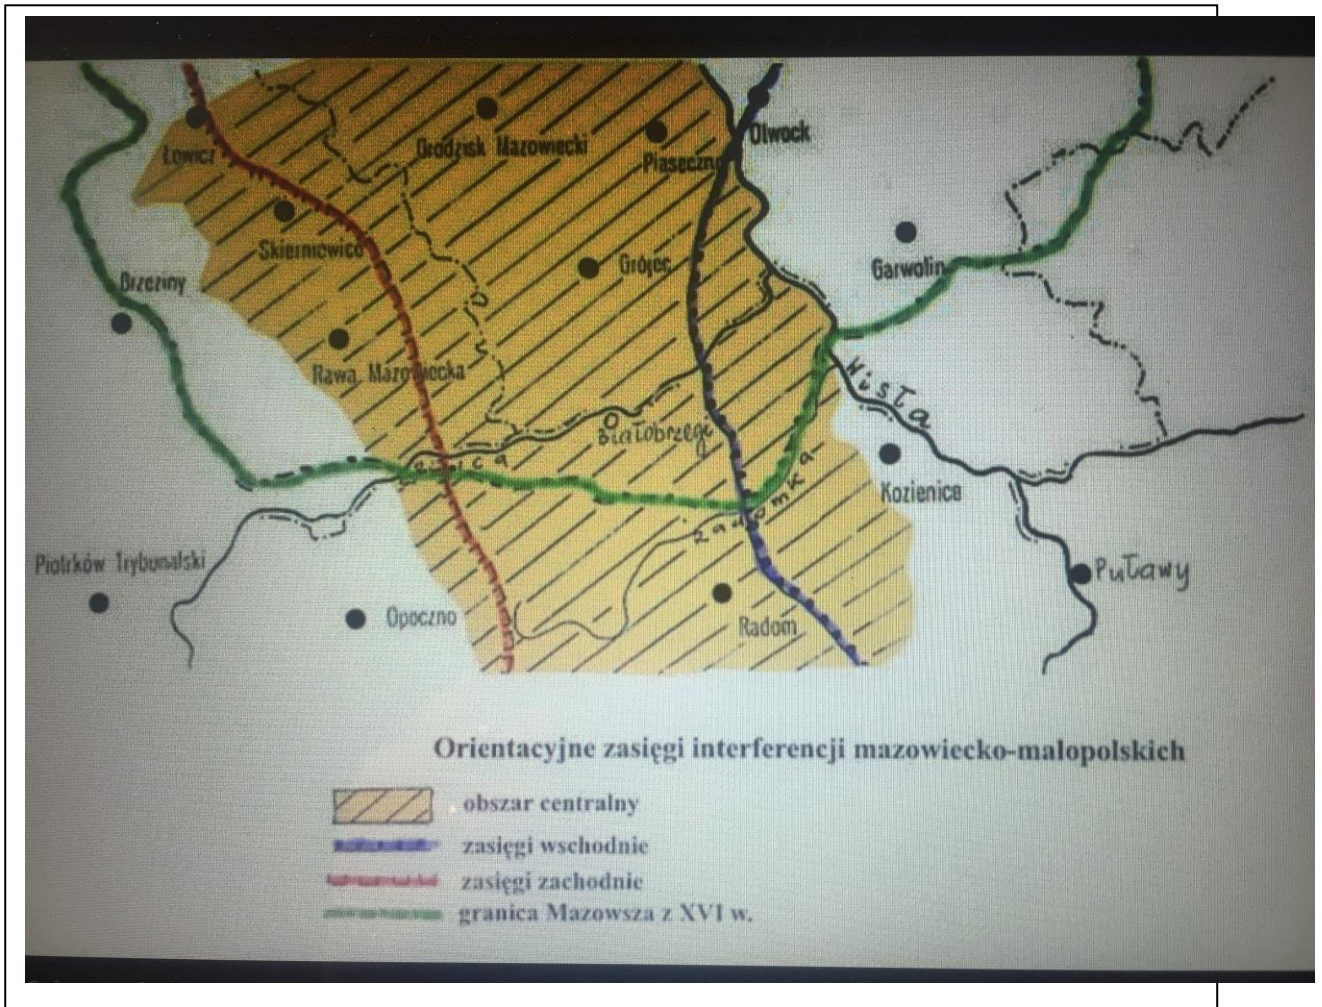 Otwock
Łowicz
Grodzisk Mazowiecki
Piaseczno
Skierniewice
Grójec
Garwolin
Brzeziny
Rawa Mazowiecka
Wisła
Białobrzegi
Pilica
Radomka
Kozienice
Piotrków Trybunalski
Puławy
Opoczno
Radom
Orientacyjne zasięgi interferencji mazowiecko-małopolskich
obszar centralny
zasięgi wschodnie
zasięgi zachodnie
granica Mazowsza z XVI w.